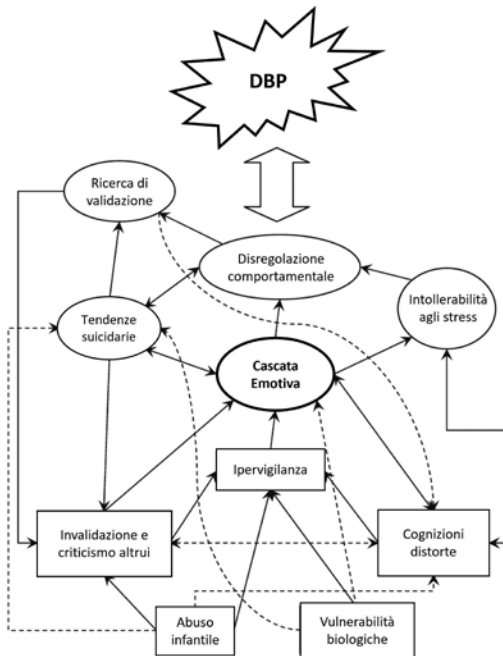 DBP
Ricerca di
validazione
Disregolazione
comportamentale
Intollerabilità
agli stress
Tendenze
suicidarie
Cascata
Emotiva
Ipervigilanza
Invalidazione e
criticismo altrui
Cognizioni
distorte
Abuso
infantile
Vulnerabilità
biologiche